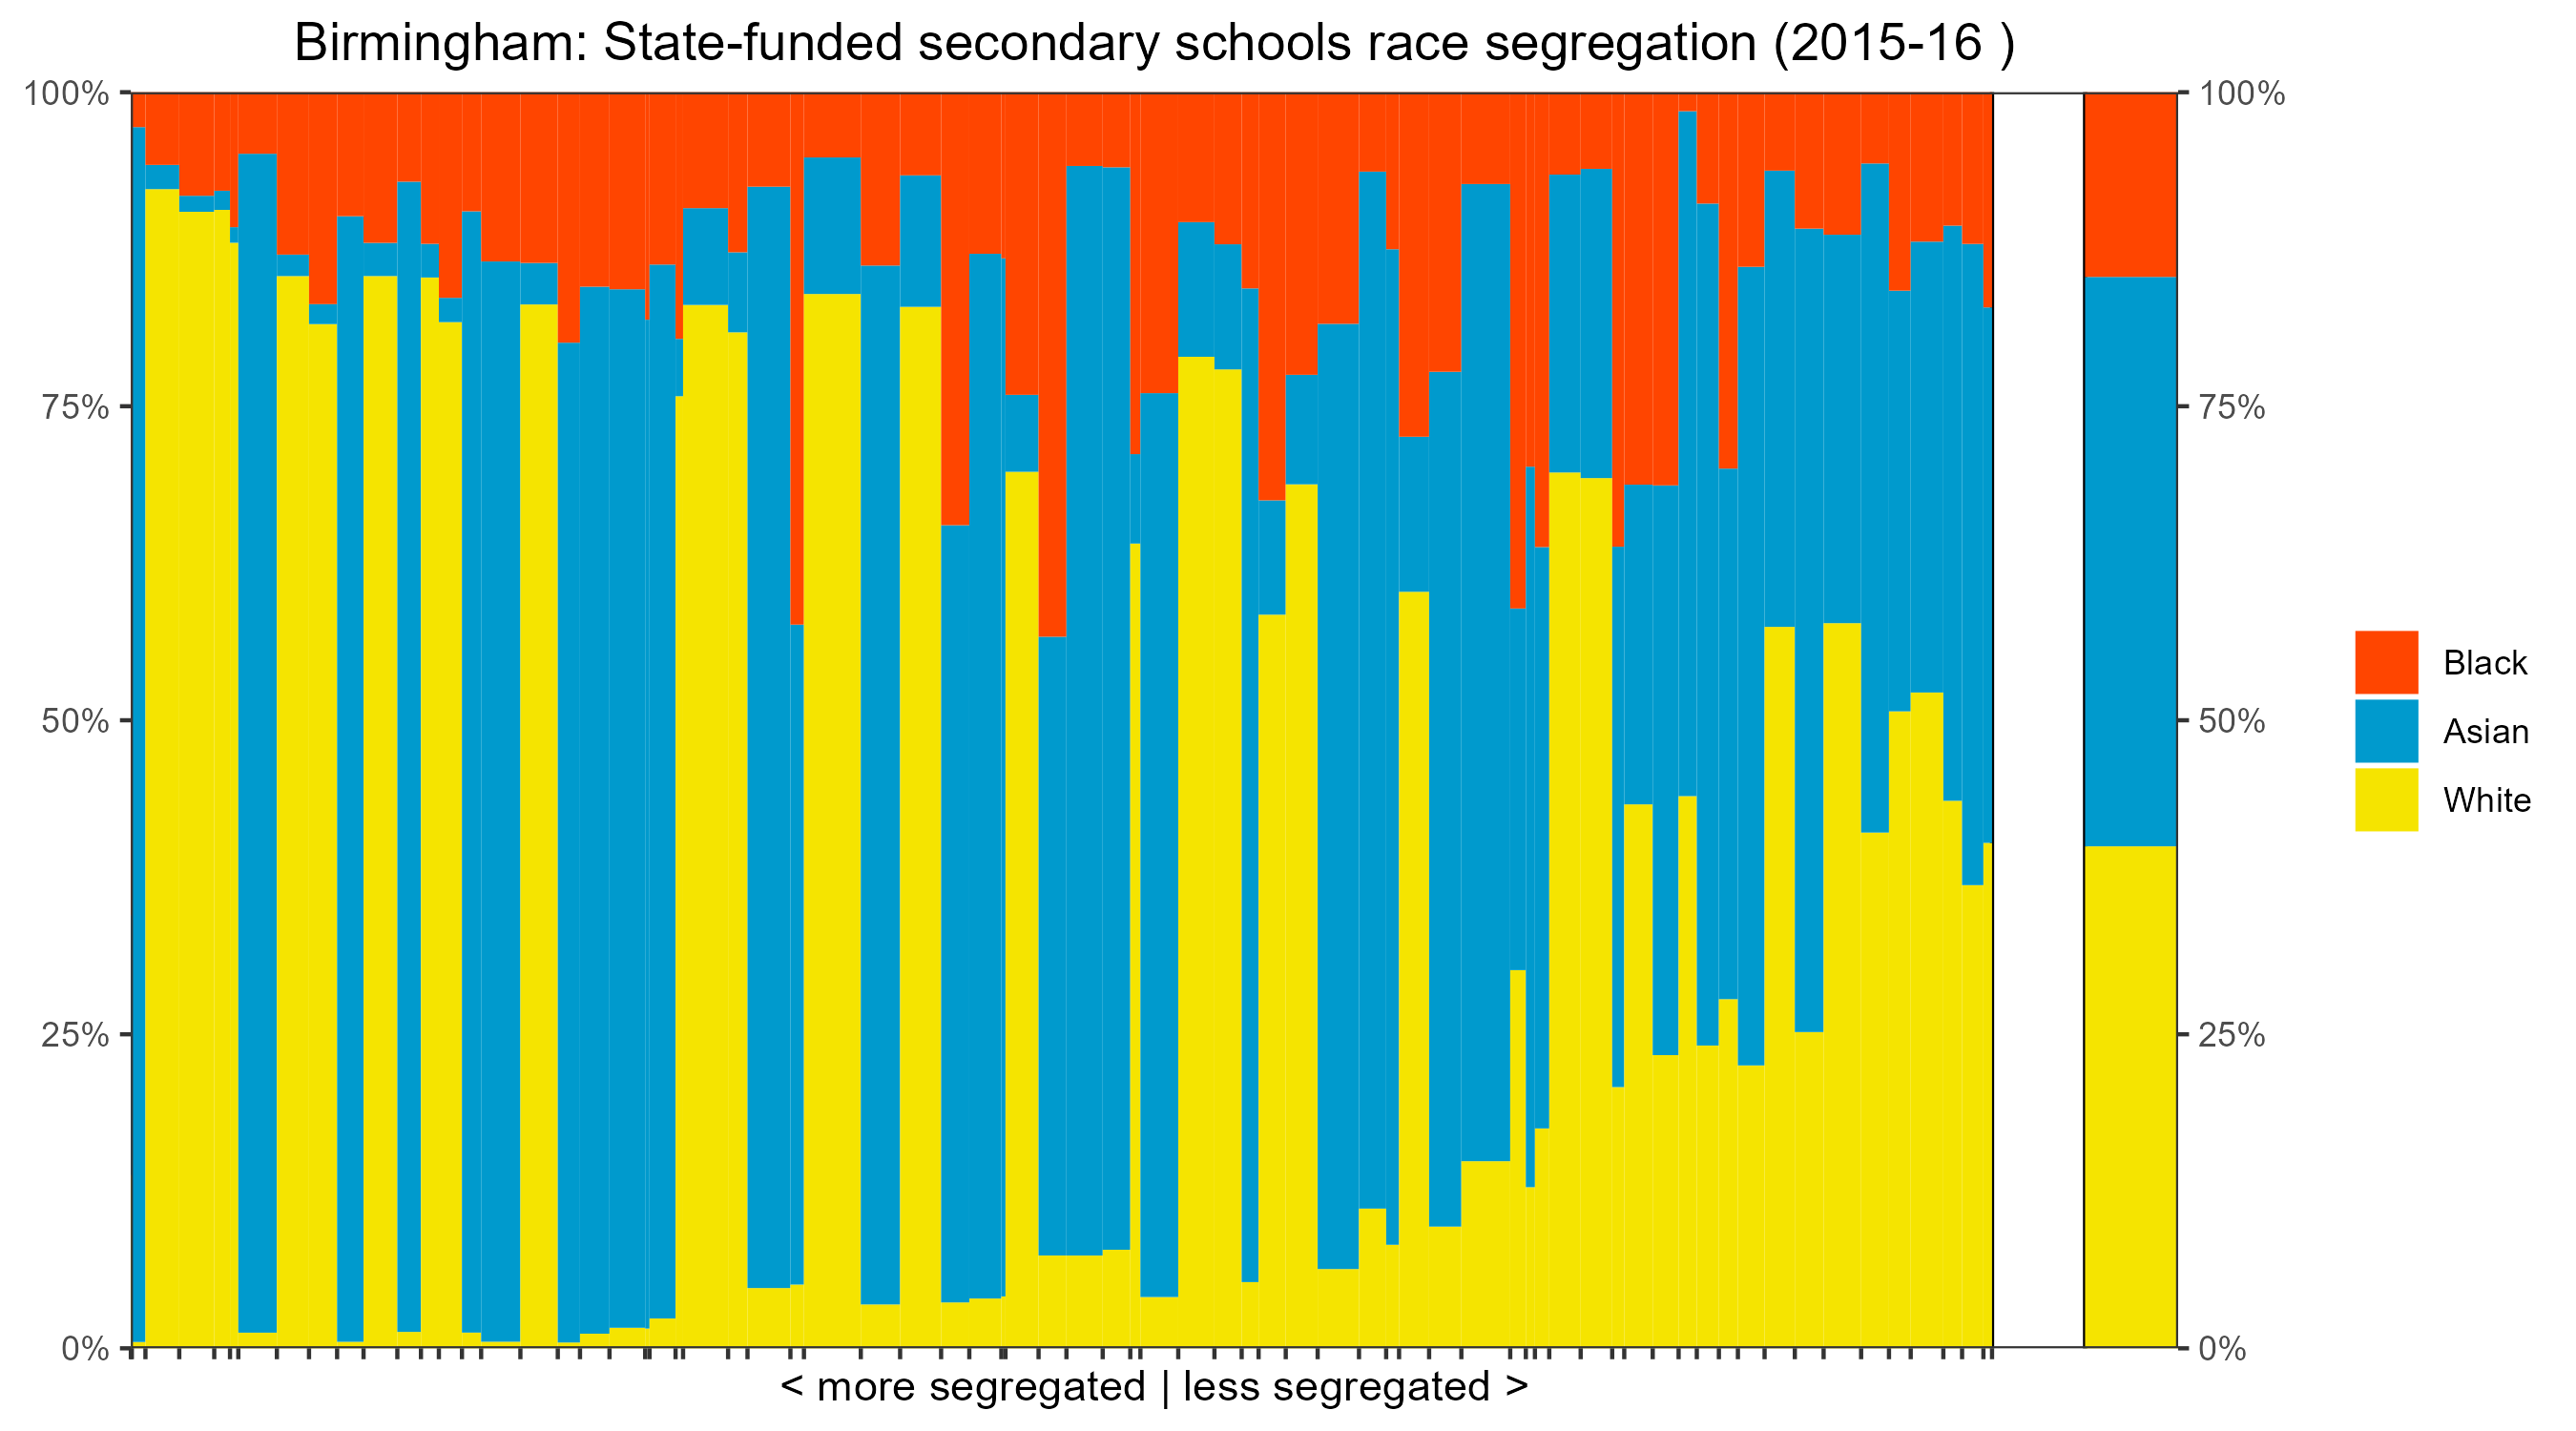 Birmingham: State-funded secondary schools race segregation (2015-16 )
100%
100%
75%
75%
50%
50%
25%
25%
0%
0%
Black
Asian
White
< more segregated | less segregated >